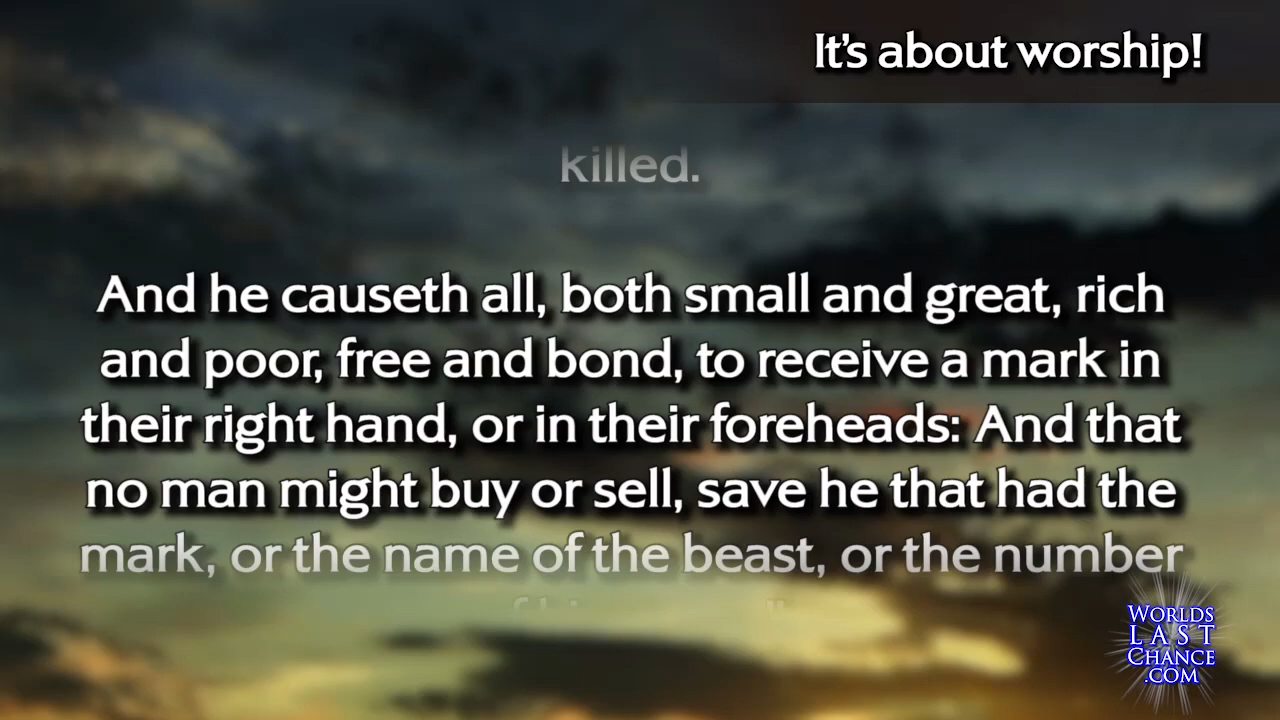 It's about worship!
killed.
And he causeth all, both small and great, rich
and poor, free and bond, to receive a mark in
their right hand, or in their foreheads: And that
no man might buy or sell, save he that had the
mark, or the name of the beast, or the number
WORLDS
LAST
CHANCE
.COM